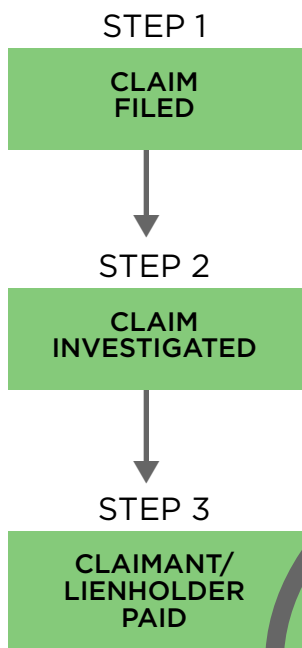 STEP 1
CLAIM
FILED
STEP 2
CLAIM
INVESTIGATED
STEP 3
CLAIMANT/
LIENHOLDER
PAID